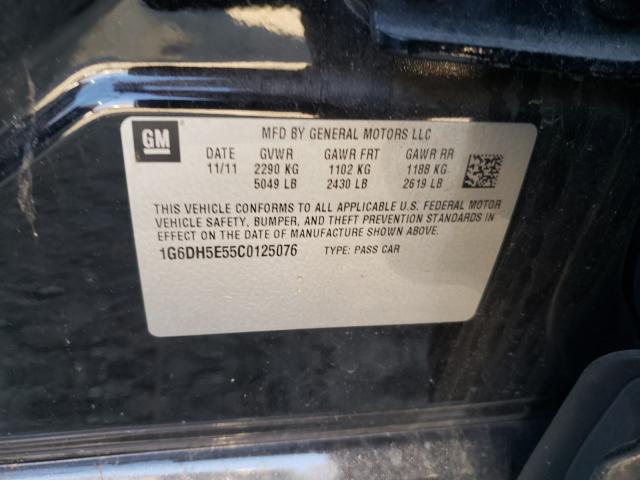 GM
MFD BY GENERAL MOTORS LLC
DATE GVWR GAWR FRT GAWR RR
11/11 2290 KG 1102 KG 1188 KG
5049 LB 2430 LB 2619 LB
THIS VEHICLE CONFORMS TO ALL APPLICABLE U.S. FEDERAL MOTOR
VEHICLE SAFETY, BUMPER, AND THEFT PREVENTION STANDARDS IN
EFFECT ON THE DATE OF MANUFACTURE SHOWN ABOVE.
1G6DH5E55C0125076 TYPE: PASS CAR